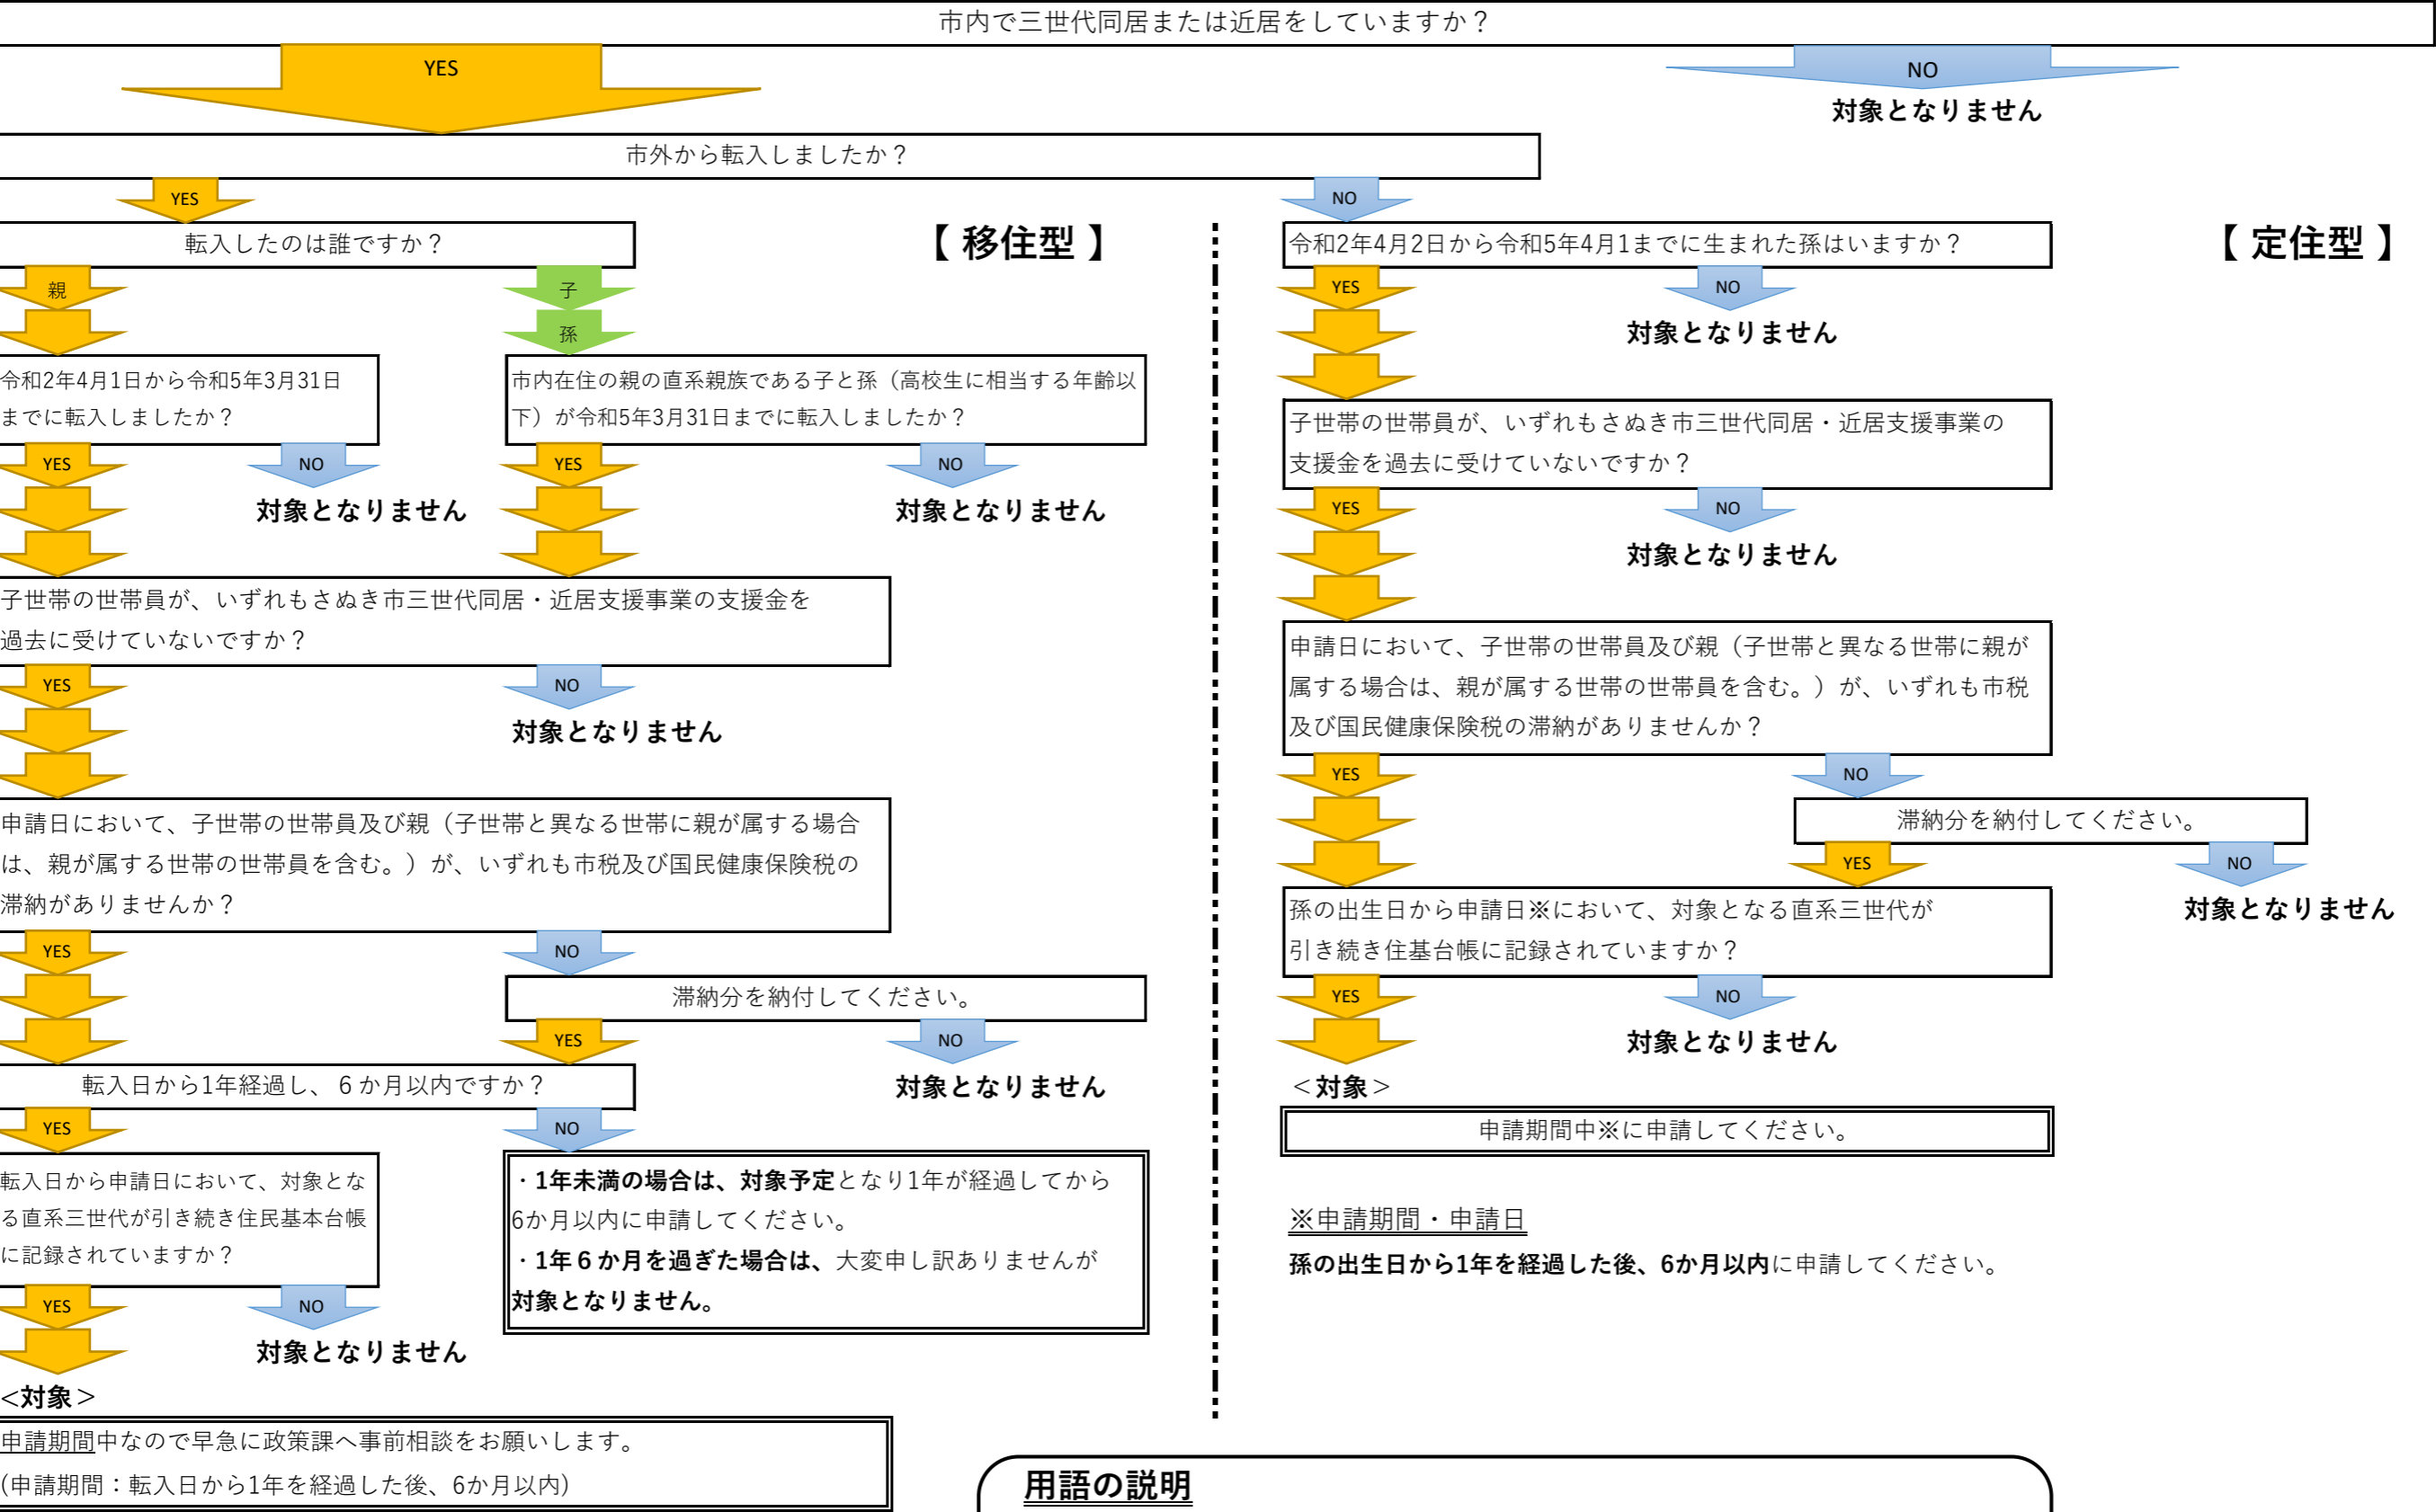 市内で三世代同居または近居をしていますか？
YES
NO
対象となりません
市外から転入しましたか？
YES
NO
転入したのは誰ですか？
【 移住型 】
親
子
孫
令和2年4月1日から令和5年3月31日
までに転入しましたか？
市内在住の親の直系親族である子と孫（高校生に相当する年齢以
下）が令和5年3月31日までに転入しましたか？
YES
NO
YES
NO
対象となりません
対象となりません
子世帯の世帯員が、いずれもさぬき市三世代同居・近居支援事業の支援金を
過去に受けていないですか？
YES
NO
対象となりません
申請日において、子世帯の世帯員及び親（子世帯と異なる世帯に親が属する場合
は、親が属する世帯の世帯員を含む。）が、いずれも市税及び国民健康保険税の
滞納がありませんか？
YES
NO
滞納分を納付してください。
YES
NO
転入日から1年経過し、６か月以内ですか？
対象となりません
YES
NO
転入日から申請日において、対象とな
る直系三世代が引き続き住民基本台帳
に記録されていますか？
・1年未満の場合は、対象予定となり1年が経過してから
6か月以内に申請してください。
・1年６か月を過ぎた場合は、大変申し訳ありませんが
対象となりません。
YES
NO
対象となりません
<対象＞
申請期間中なので早急に政策課へ事前相談をお願いします。
(申請期間：転入日から1年を経過した後、6か月以内)
令和2年4月2日から令和5年4月1までに生まれた孫はいますか？
【 定住型 】
YES
NO
対象となりません
子世帯の世帯員が、いずれもさぬき市三世代同居・近居支援事業の
支援金を過去に受けていないですか？
YES
NO
対象となりません
申請日において、子世帯の世帯員及び親（子世帯と異なる世帯に親が
属する場合は、親が属する世帯の世帯員を含む。）が、いずれも市税
及び国民健康保険税の滞納がありませんか？
YES
NO
滞納分を納付してください。
YES
NO
孫の出生日から申請日※において、対象となる直系三世代が
引き続き住基台帳に記録されていますか？
対象となりません
YES
NO
対象となりません
＜対象＞
申請期間中※に申請してください。
※申請期間・申請日
孫の出生日から1年を経過した後、6か月以内に申請してください。
用語の説明